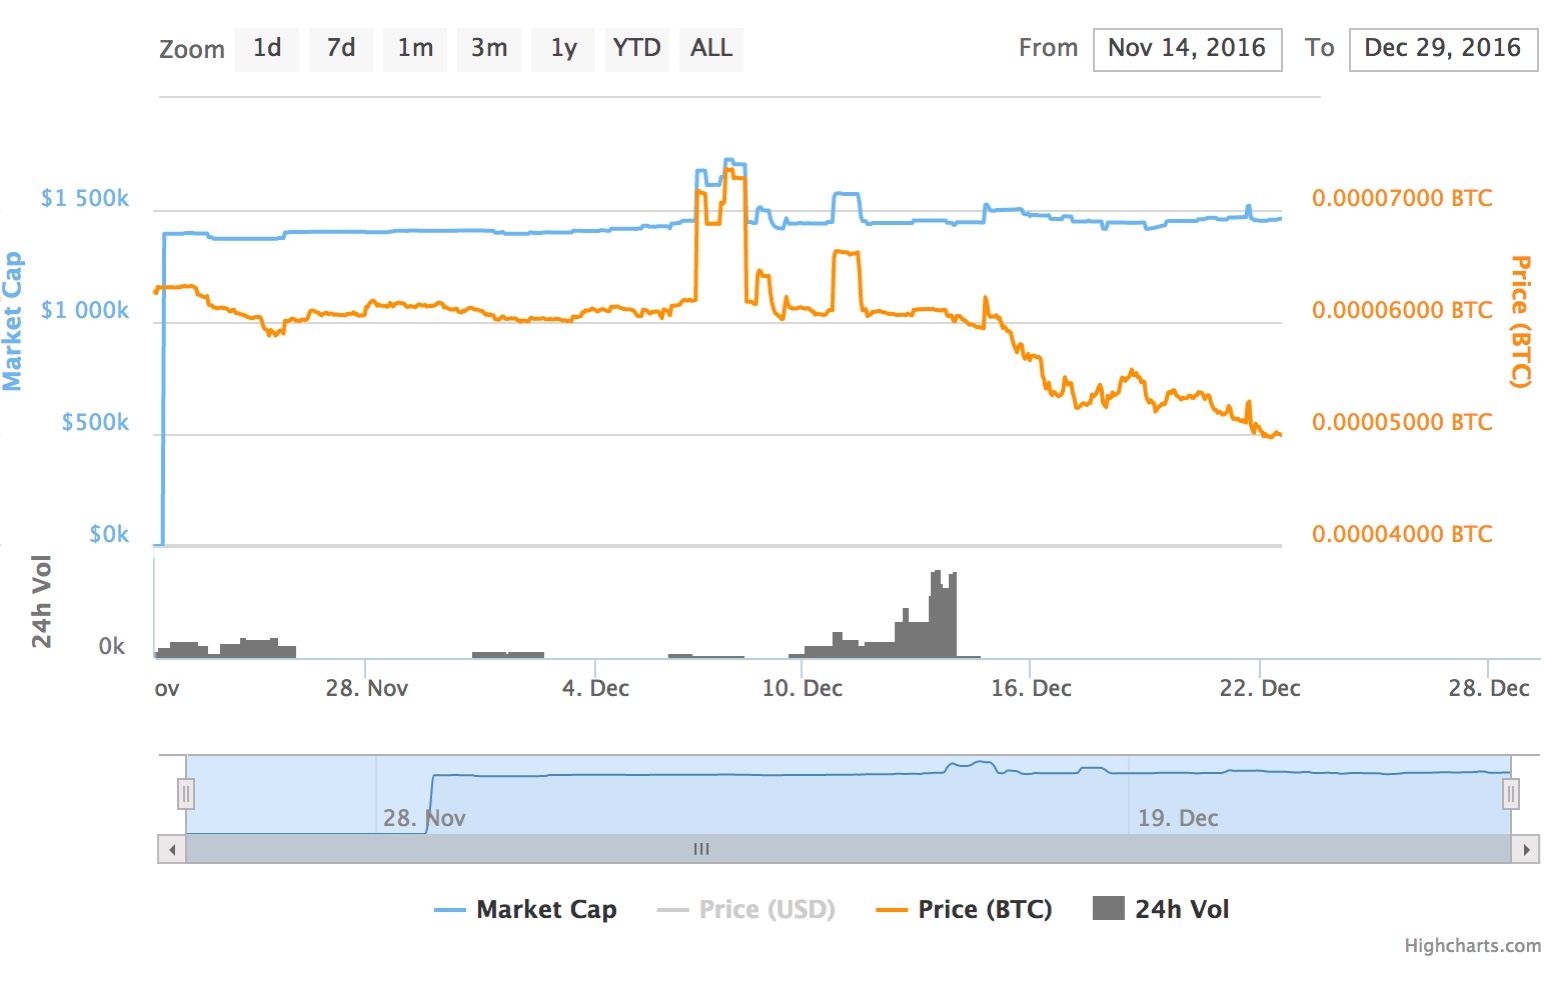 Zoom 1d 7d 1m 3m 1y YTD ALL From Nov 14, 2016 To Dec 29, 2016
$1 500k
0.00007000 BTC
Market Cap
Price (BTC)
$1 000k
0.00006000 BTC
$500k
0.00005000 BTC
$0k
0.00004000 BTC
24h Vol
0k
ov 28. Nov 4. Dec 10. Dec 16. Dec 22. Dec 28. Dec
28. Nov 19. Dec
Market Cap Price (USD) Price (BTC) 24h Vol
Highcharts.com